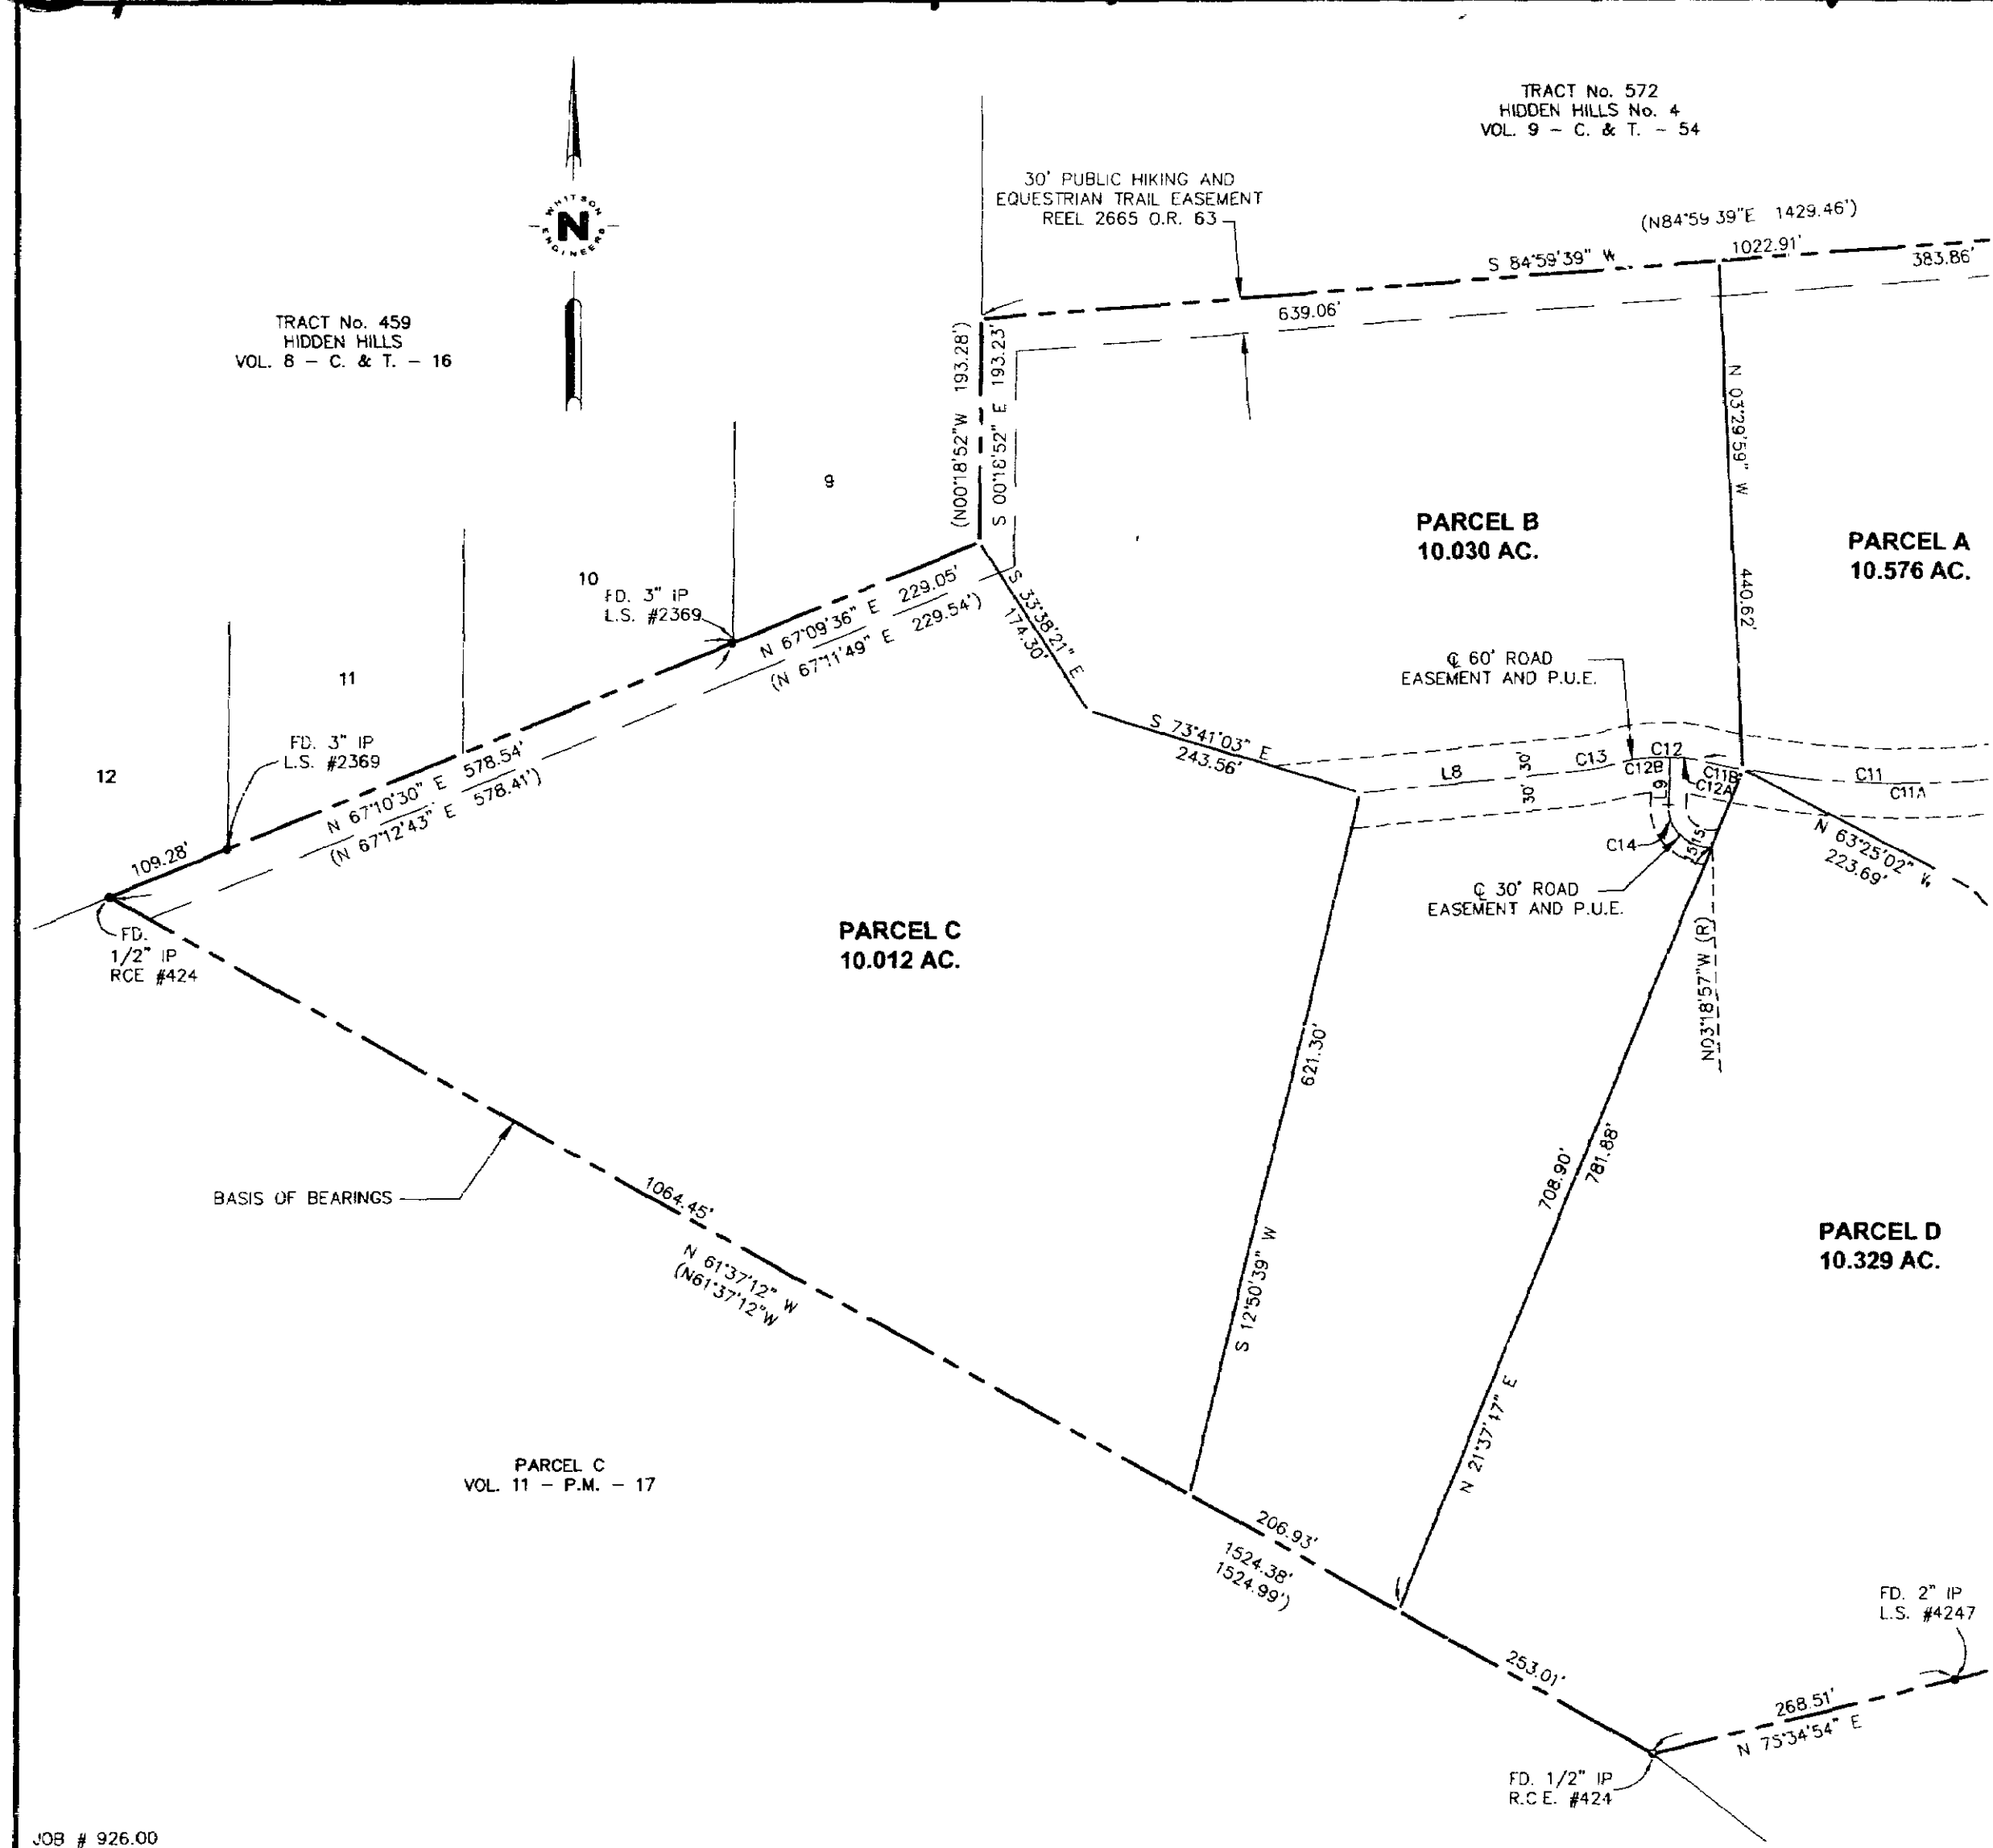 TRACT No. 572
HIDDEN HILLS No. 4
VOL. 9 - C. & T. - 54
30' PUBLIC HIKING AND
EQUESTRIAN TRAIL EASEMENT
REEL 2665 O.R. 63
(N84°59 39"E 1429.46')
S 84°59'39" W
1022.91'
383.86'
639.06'
WHITSON
N
ENGINEERS
TRACT No. 459
HIDDEN HILLS
VOL. 8 - C. & T. - 16
(N00°18'52"W 193.28')
S 00°18'52" E 193.23'
N 03°29'59" W
440.62'
9
10
11
12
PARCEL B
10.030 AC.
PARCEL A
10.576 AC.
FD. 3" IP
L.S. #2369
N 67°09'36" E 229.05'
(N 67°11'49" E 229.54')
S 33°38'21" E
174.30'
℄ 60' ROAD
EASEMENT AND P.U.E.
S 73°41'03" E
243.56'
FD. 3" IP
L.S. #2369
N 67°10'30" E 578.54'
(N 67°12'43" E 578.41')
109.28'
L8
30'
30'
C13
C12
C12B
C11B
C12A
C11
C11A
L9
C14
15'
15'
N 63°25'02" W
223.69'
℄ 30' ROAD
EASEMENT AND P.U.E.
N03°18'57"W (R)
FD.
1/2" IP
RCE #424
PARCEL C
10.012 AC.
621.30'
S 12°50'39" W
708.90'
781.88'
N 21°37'47" E
BASIS OF BEARINGS
1064.45'
N 61°37'12" W
(N61°37'12"W
PARCEL D
10.329 AC.
PARCEL C
VOL. 11 - P.M. - 17
206.93'
1524.38'
1524.99')
253.01'
FD. 2" IP
L.S. #4247
268.51'
N 75°34'54" E
FD. 1/2" IP
R.C E. #424
JOB # 926.00